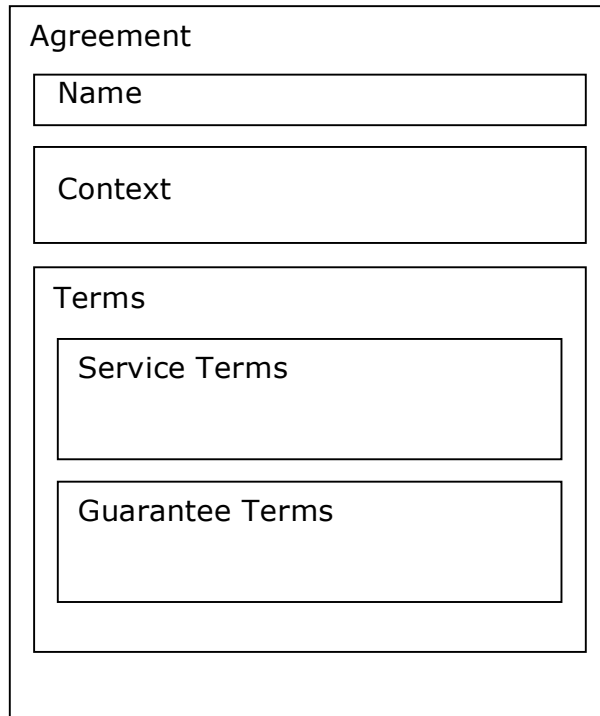 Agreement
Name
Context
Terms
Service Terms
Guarantee Terms